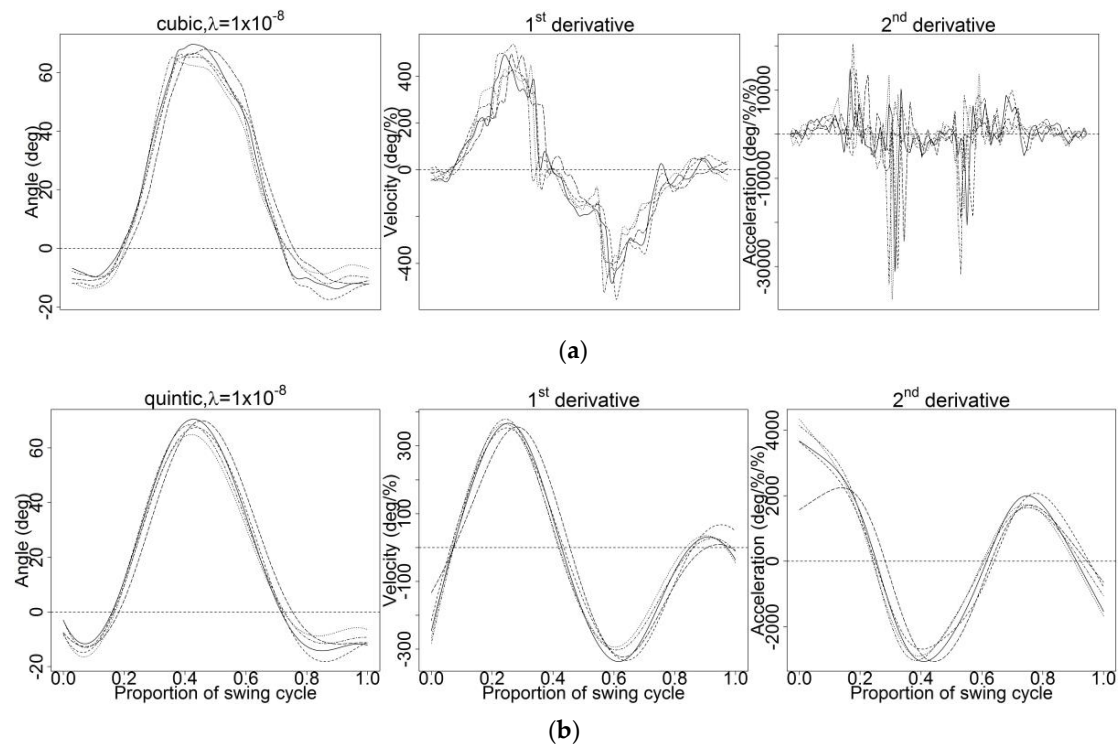 cubic,λ=1x10⁻⁸
1ˢᵗ derivative
2ⁿᵈ derivative
Angle (deg)
-20 0 20 40 60
Velocity (deg/%)
-400 0 200 400
Acceleration (deg/%/%)
-30000 -10000 0 10000
(a)
quintic,λ=1x10⁻⁸
1ˢᵗ derivative
2ⁿᵈ derivative
Angle (deg)
-20 0 20 40 60
Velocity (deg/%)
-300 -100 100 300
Acceleration (deg/%/%)
-2000 0 2000 4000
0.0 0.2 0.4 0.6 0.8 1.0
0.0 0.2 0.4 0.6 0.8 1.0
0.0 0.2 0.4 0.6 0.8 1.0
Proportion of swing cycle
Proportion of swing cycle
Proportion of swing cycle
(b)